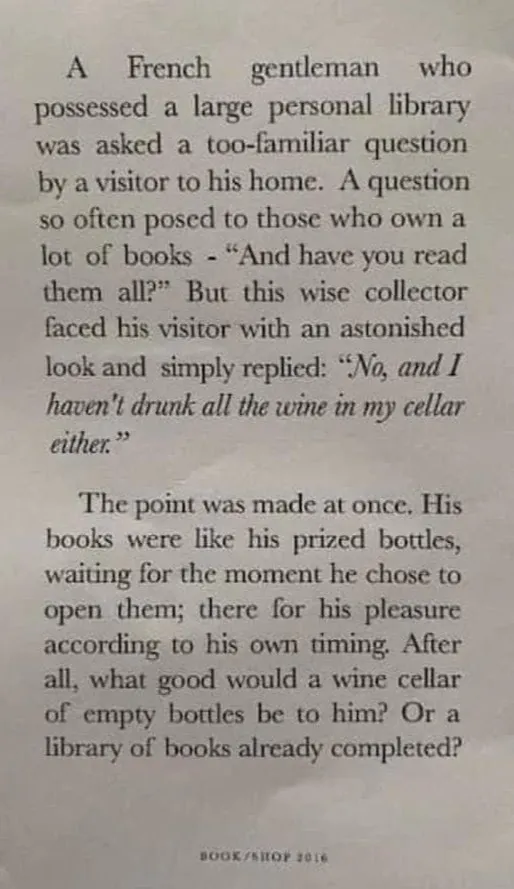 A French gentleman who
possessed a large personal library
was asked a too-familiar question
by a visitor to his home. A question
so often posed to those who own a
lot of books - “And have you read
them all?” But this wise collector
faced his visitor with an astonished
look and simply replied: “No, and I
haven't drunk all the wine in my cellar
either.”
The point was made at once. His
books were like his prized bottles,
waiting for the moment he chose to
open them; there for his pleasure
according to his own timing. After
all, what good would a wine cellar
of empty bottles be to him? Or a
library of books already completed?
BOOK/SHOP 2016